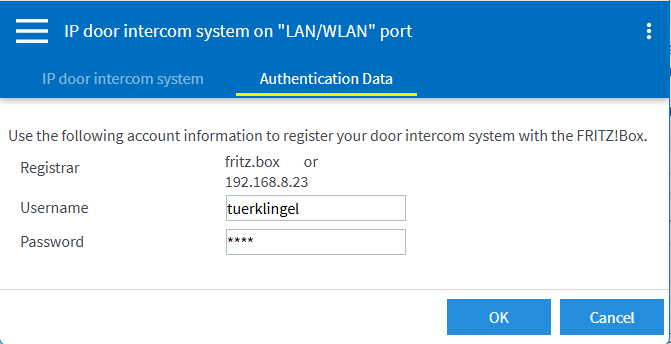 IP door intercom system on "LAN/WLAN" port
IP door intercom system Authentication Data
Use the following account information to register your door intercom system with the FRITZ!Box.
Registrar fritz.box or
192.168.8.23
Username tuerklingel
Password ****
OK Cancel